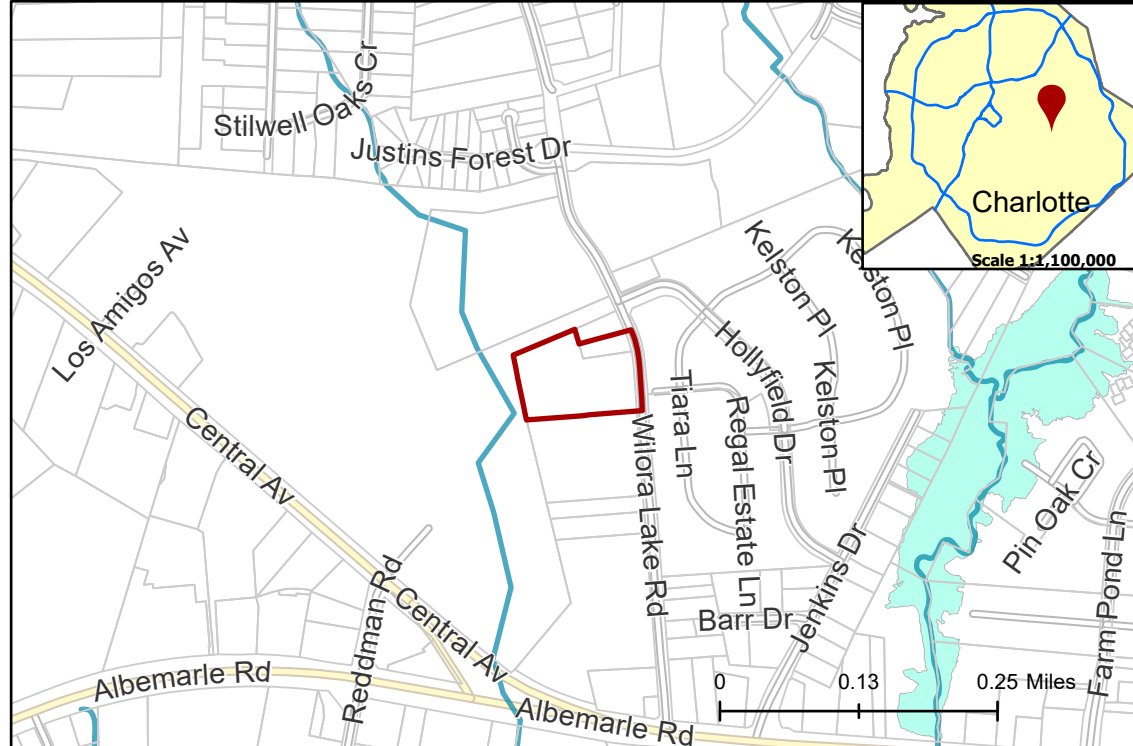 Stilwell Oaks Cr
Justins Forest Dr
Charlotte
Scale 1:1,100,000
Los Amigos Av
Kelston Pl
Kelston Pl
Kelston Pl
Hollyfield Dr
Tiara Ln
Regal Estate Ln
Wilora Lake Rd
Central Av
Central Av
Reddman Rd
Barr Dr
Jenkins Dr
Pin Oak Cr
Farm Pond Ln
Albemarle Rd
Albemarle Rd
0 0.13 0.25 Miles